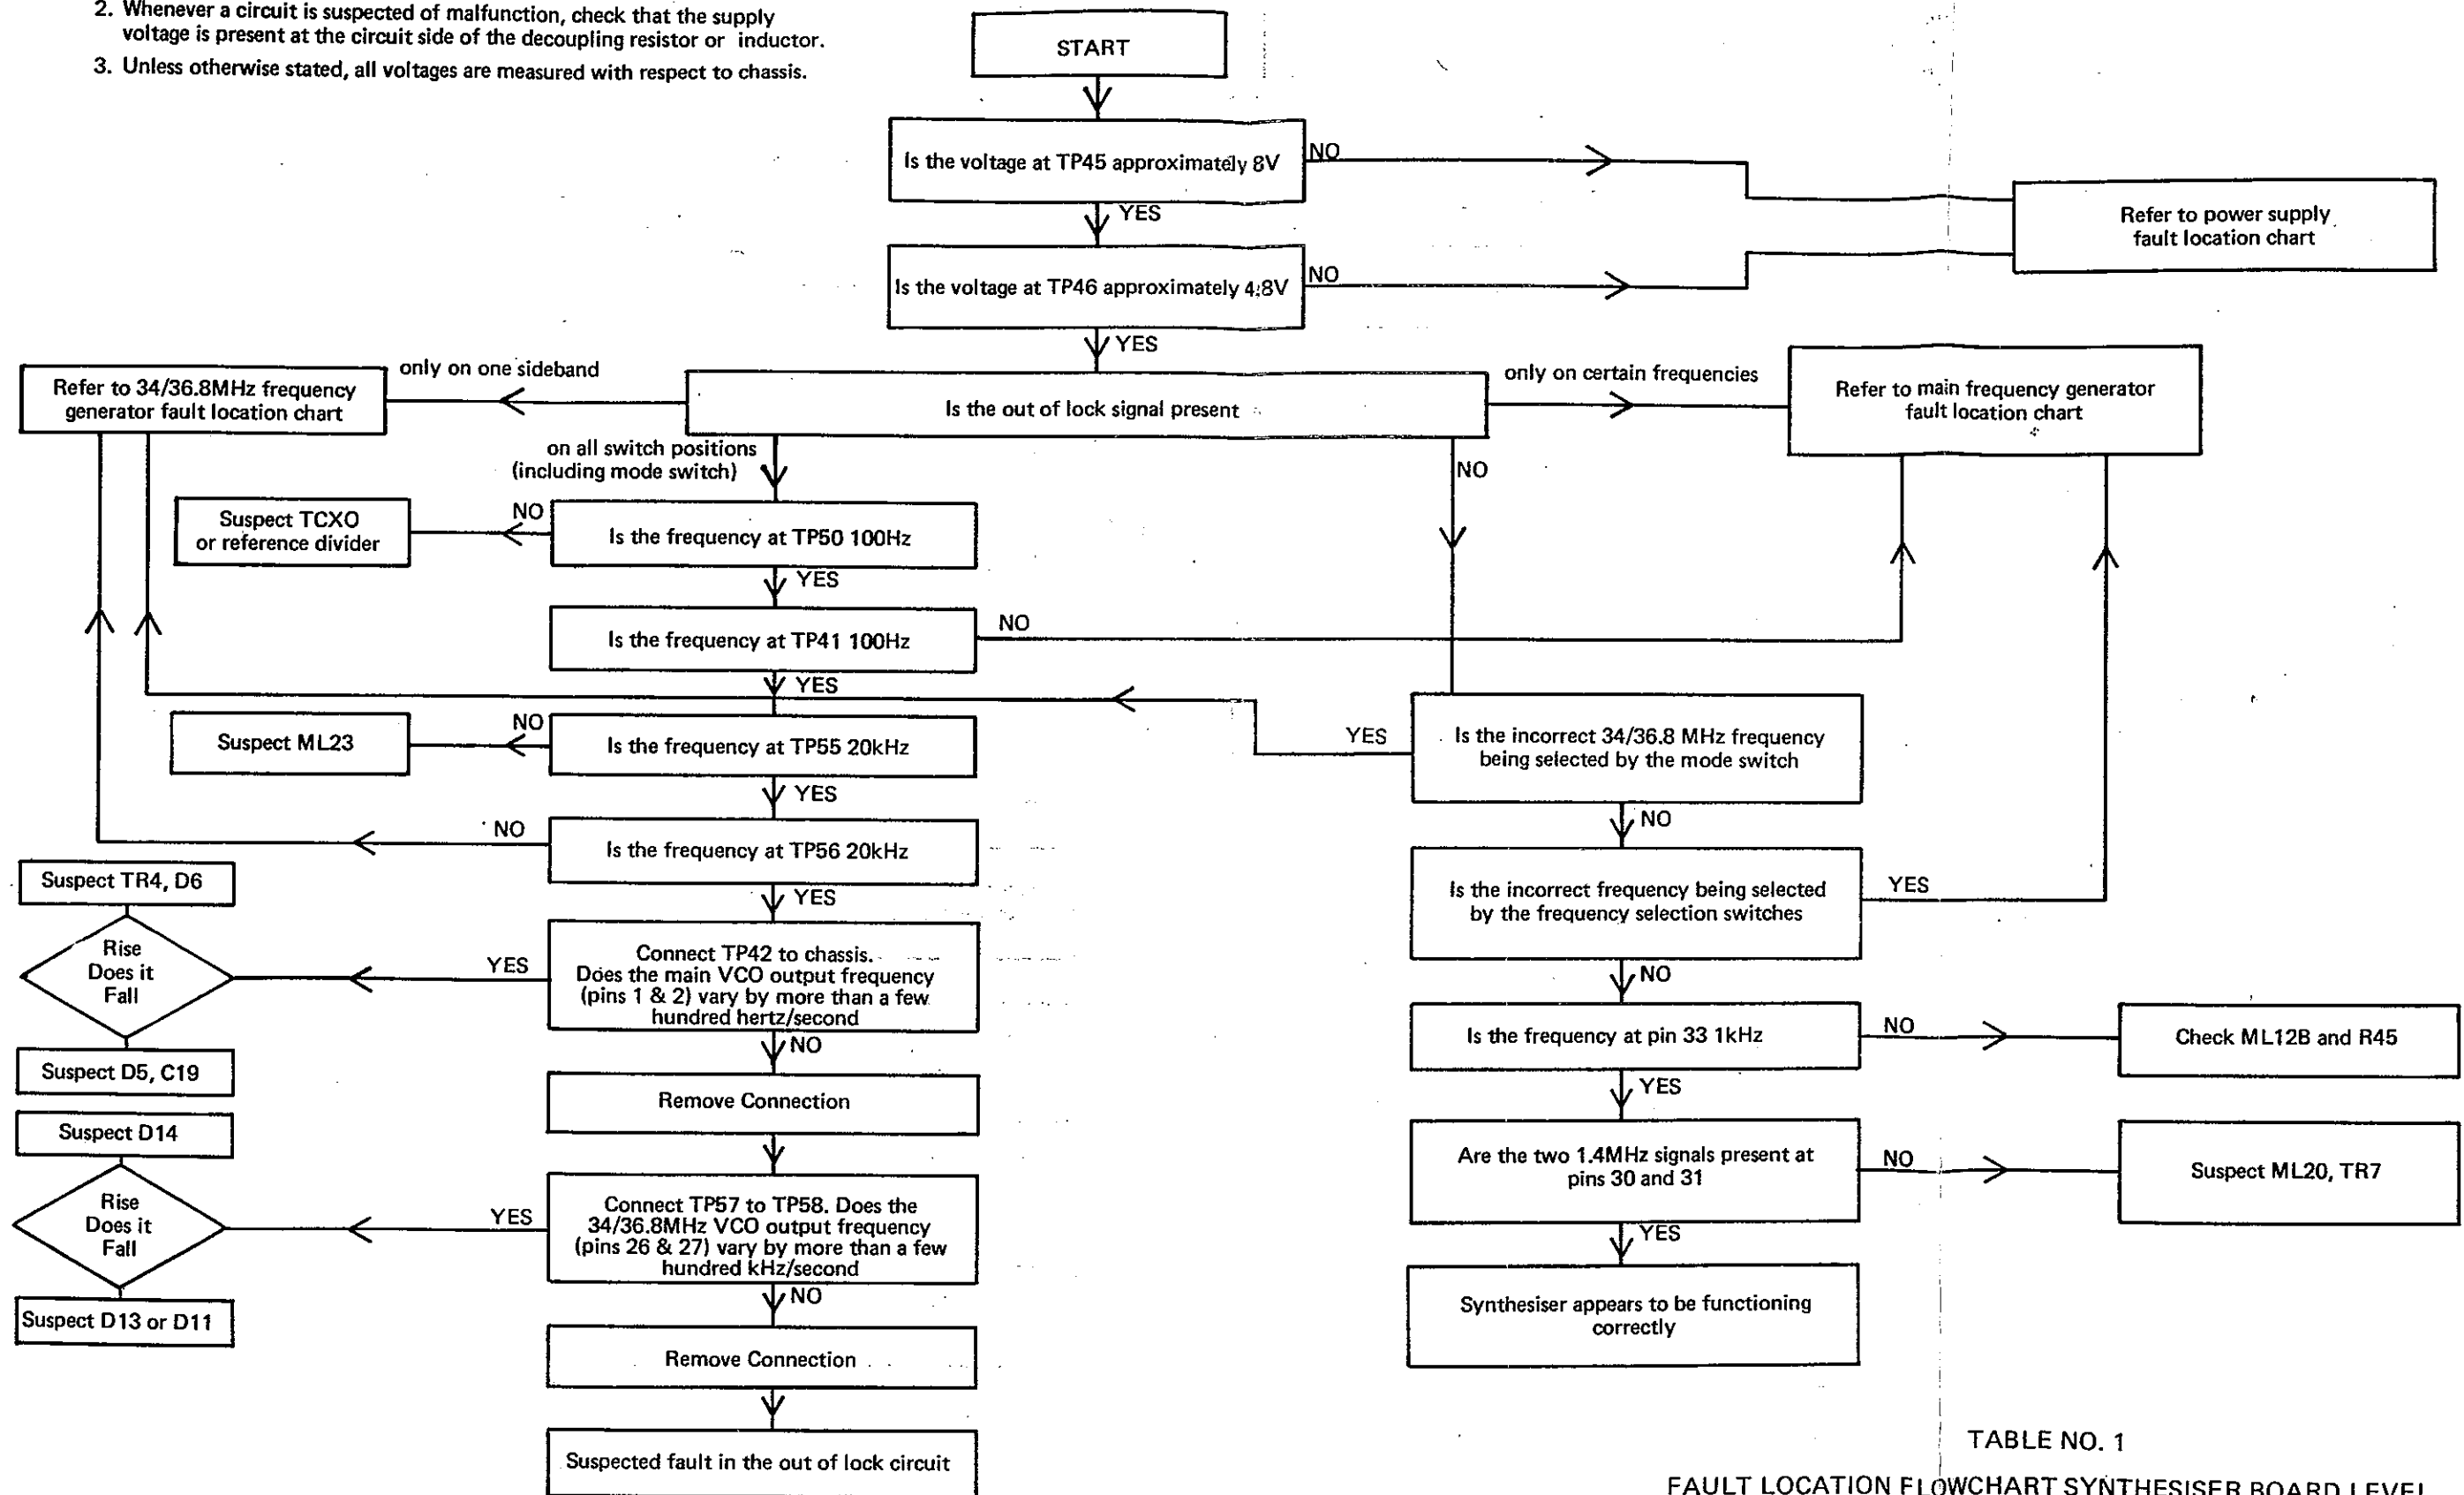 2. Whenever a circuit is suspected of malfunction, check that the supply
voltage is present at the circuit side of the decoupling resistor or inductor.
3. Unless otherwise stated, all voltages are measured with respect to chassis.
START
Is the voltage at TP45 approximately 8V
NO
YES
Refer to power supply
fault location chart
Is the voltage at TP46 approximately 4.8V
NO
YES
Refer to 34/36.8MHz frequency
generator fault location chart
only on one sideband
Is the out of lock signal present
only on certain frequencies
Refer to main frequency generator
fault location chart
on all switch positions
(including mode switch)
NO
Suspect TCXO
or reference divider
NO
Is the frequency at TP50 100Hz
YES
Is the frequency at TP41 100Hz
NO
YES
Suspect ML23
NO
Is the frequency at TP55 20kHz
YES
YES
Is the incorrect 34/36.8 MHz frequency
being selected by the mode switch
NO
NO
Is the frequency at TP56 20kHz
YES
Is the incorrect frequency being selected
by the frequency selection switches
YES
NO
Suspect TR4, D6
Rise
Does it
Fall
Suspect D5, C19
YES
Connect TP42 to chassis.
Does the main VCO output frequency
(pins 1 & 2) vary by more than a few
hundred hertz/second
NO
Is the frequency at pin 33 1kHz
NO
Check ML12B and R45
YES
Remove Connection
Suspect D14
Rise
Does it
Fall
Suspect D13 or D11
YES
Connect TP57 to TP58. Does the
34/36.8MHz VCO output frequency
(pins 26 & 27) vary by more than a few
hundred kHz/second
NO
Are the two 1.4MHz signals present at
pins 30 and 31
NO
Suspect ML20, TR7
YES
Synthesiser appears to be functioning
correctly
Remove Connection
Suspected fault in the out of lock circuit
TABLE NO. 1
FAULT LOCATION FLOWCHART SYNTHESISER BOARD LEVEL